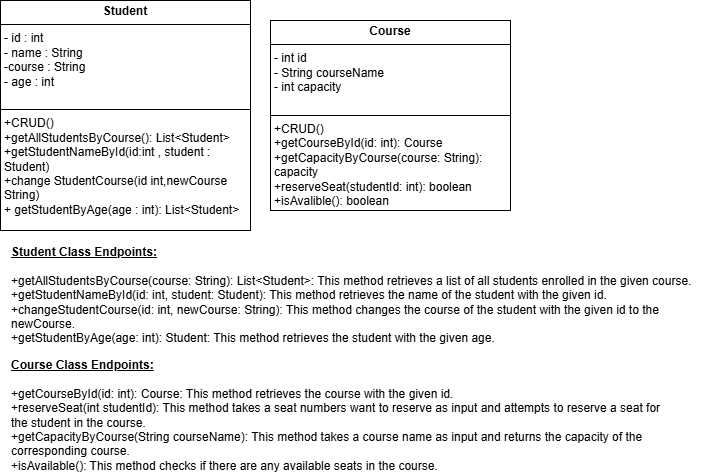 Student
- id : int
- name : String
-course : String
- age : int
+CRUD()
+getAllStudentsByCourse(): List<Student>
+getStudentNameById(id:int , student :
Student)
+change StudentCourse(id int,newCourse
String)
+ getStudentByAge(age : int): List<Student>
Course
- int id
- String courseName
- int capacity
+CRUD()
+getCourseById(id: int): Course
+getCapacityByCourse(course: String):
capacity
+reserveSeat(studentId: int): boolean
+isAvalible(): boolean
Student Class Endpoints:
+getAllStudentsByCourse(course: String): List<Student>: This method retrieves a list of all students enrolled in the given course.
+getStudentNameById(id: int, student: Student): This method retrieves the name of the student with the given id.
+changeStudentCourse(id: int, newCourse: String): This method changes the course of the student with the given id to the
newCourse.
+getStudentByAge(age: int): Student: This method retrieves the student with the given age.
Course Class Endpoints:
+getCourseById(id: int): Course: This method retrieves the course with the given id.
+reserveSeat(int studentId): This method takes a seat numbers want to reserve as input and attempts to reserve a seat for
the student in the course.
+getCapacityByCourse(String courseName): This method takes a course name as input and returns the capacity of the
corresponding course.
+isAvailable(): This method checks if there are any available seats in the course.